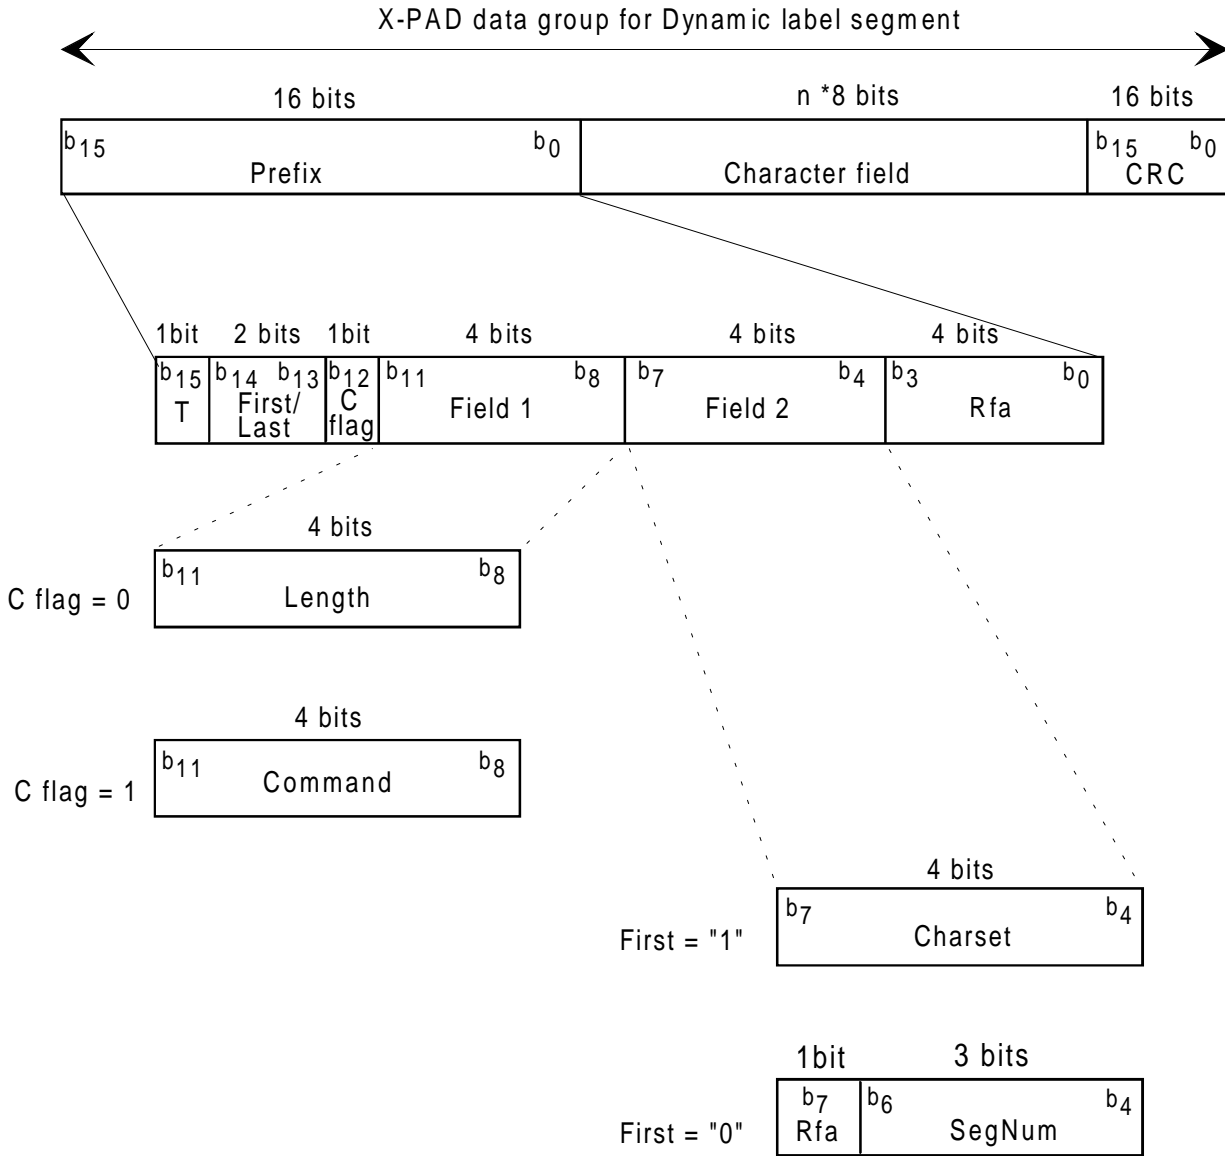 X-PAD data group for Dynamic label segment
16 bits n *8 bits 16 bits
b15 b0 b15 b0
Prefix Character field CRC
1bit 2 bits 1bit 4 bits 4 bits 4 bits
b15 b14 b13 b12 b11 b8 b7 b4 b3 b0
T First/ Last C flag Field 1 Field 2 Rfa
4 bits
b11 b8
C flag = 0 Length
4 bits
b11 b8
C flag = 1 Command
4 bits
b7 b4
First = "1" Charset
1bit 3 bits
b7 b6 b4
First = "0" Rfa SegNum